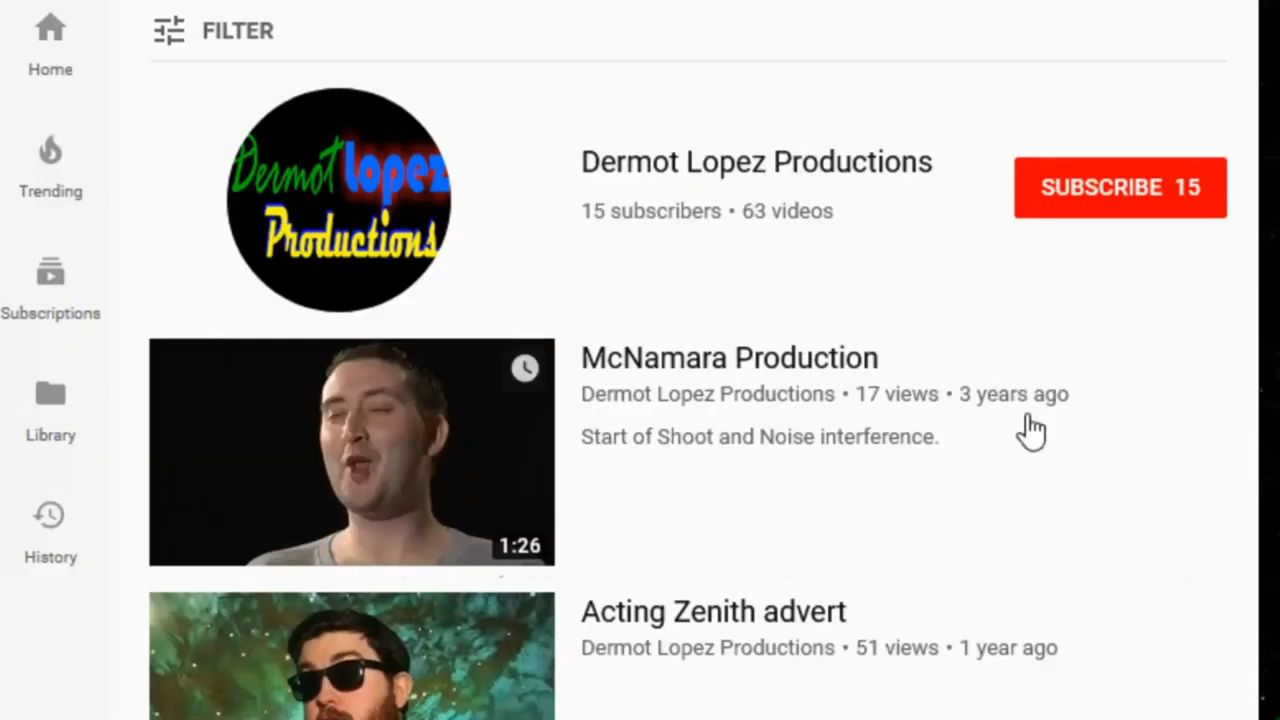 FILTER
Home
Trending
Subscriptions
Library
History
Dermot lopez
Productions
Dermot Lopez Productions
15 subscribers • 63 videos
SUBSCRIBE 15
1:26
McNamara Production
Dermot Lopez Productions • 17 views • 3 years ago
Start of Shoot and Noise interference.
Acting Zenith advert
Dermot Lopez Productions • 51 views • 1 year ago